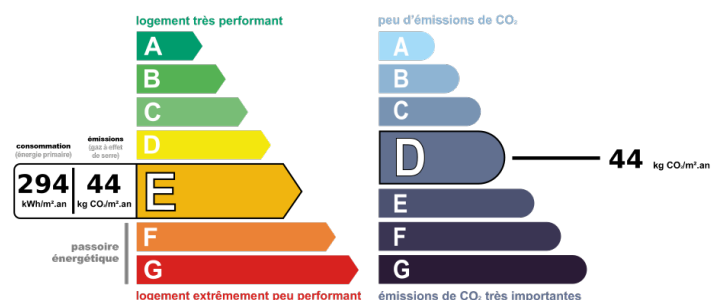 logement très performant
A
B
C
D
consommation
(énergie primaire)
émissions
(gaz à effet
de serre)
294
kWh/m².an
44
kg CO₂/m².an
E
F
G
passoire
énergétique
logement extrêmement peu performant
peu d'émissions de CO₂
A
B
C
D
44
kg CO₂/m².an
E
F
G
émissions de CO₂ très importantes